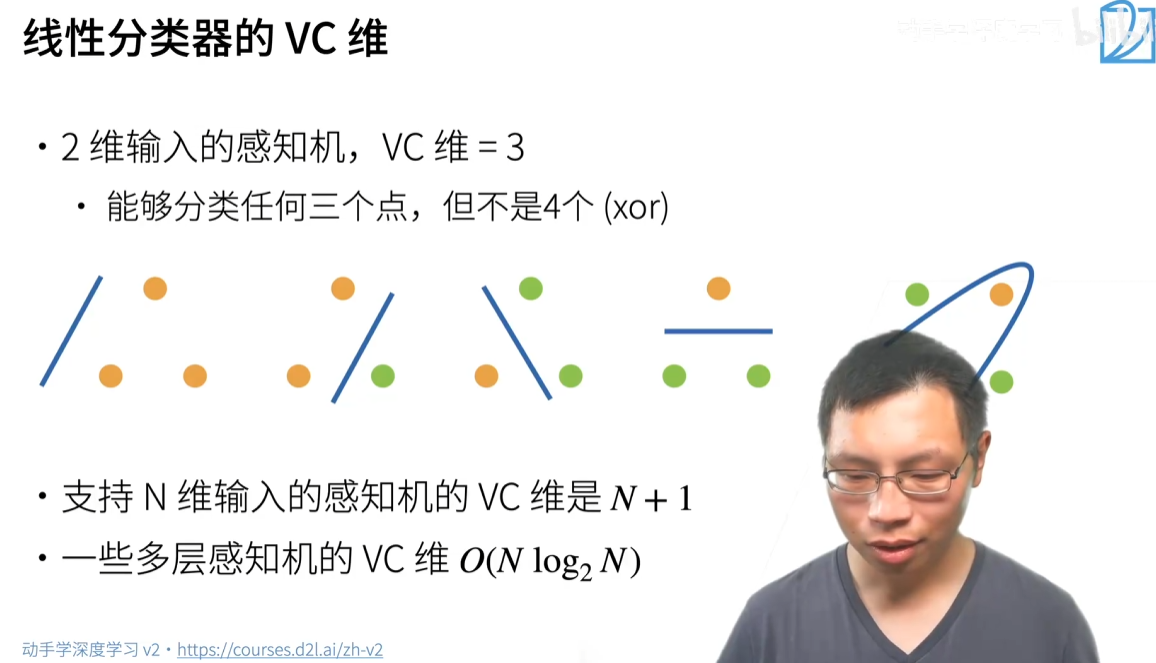 线性分类器的 VC 维
bilibili
• 2 维输入的感知机，VC 维 = 3
• 能够分类任何三个点，但不是4个 (xor)
• 支持 N 维输入的感知机的 VC 维是 N + 1
• 一些多层感知机的 VC 维 O(N log₂ N)
动手学深度学习 v2 • https://courses.d2l.ai/zh-v2